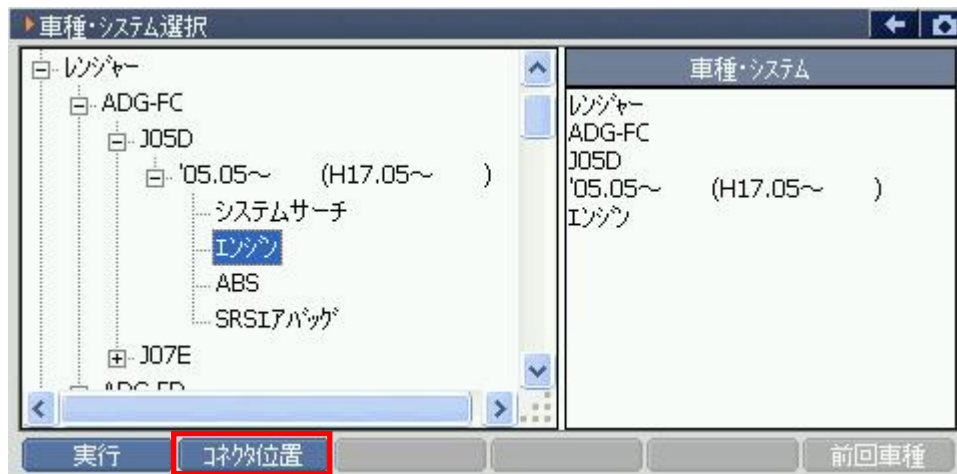 車種・ｼｽﾃﾑ選択
ﾚﾝｼﾞｬｰ
ADG-FC
J05D
'05.05～ (H17.05～ )
ｼｽﾃﾑｻｰﾁ
ｴﾝｼﾞﾝ
ABS
SRSｴｱﾊﾞｯｸﾞ
J07E
ADG-FD
車種・ｼｽﾃﾑ
ﾚﾝｼﾞｬｰ
ADG-FC
J05D
'05.05～ (H17.05～ )
ｴﾝｼﾞﾝ
実行
ｺﾈｸﾀ位置
前回車種